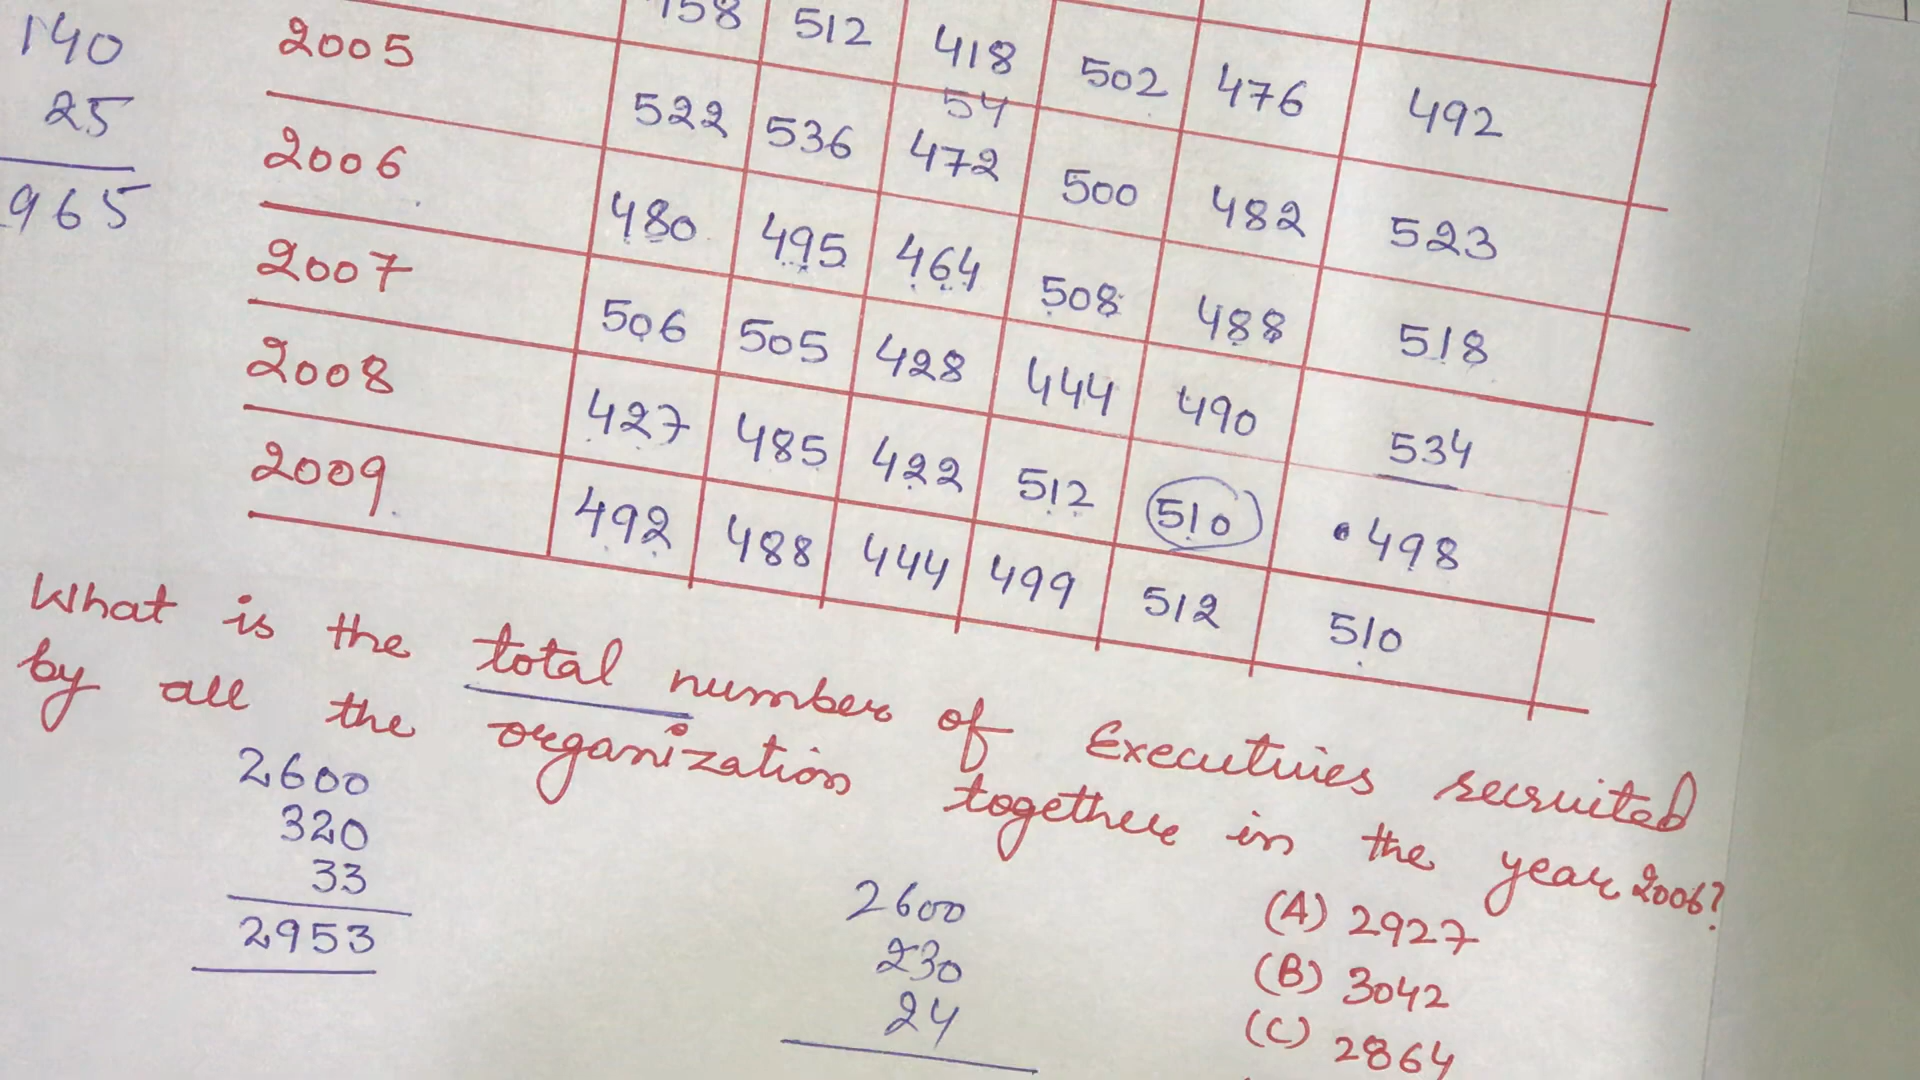 512 418 502 476 492
140
2005 522 536 54 472 500 482 523
25
2006 480 495 464 508 488 518
965
2007 506 505 428 444 490 534
2008 427 485 422 512 510 498
2009 492 488 444 499 512 510
What is the total number of Executives recruited
by all the organization together in the year 2006?
2600
320
33
2953
2600
230
24
(A) 2927
(B) 3042
(C) 2864